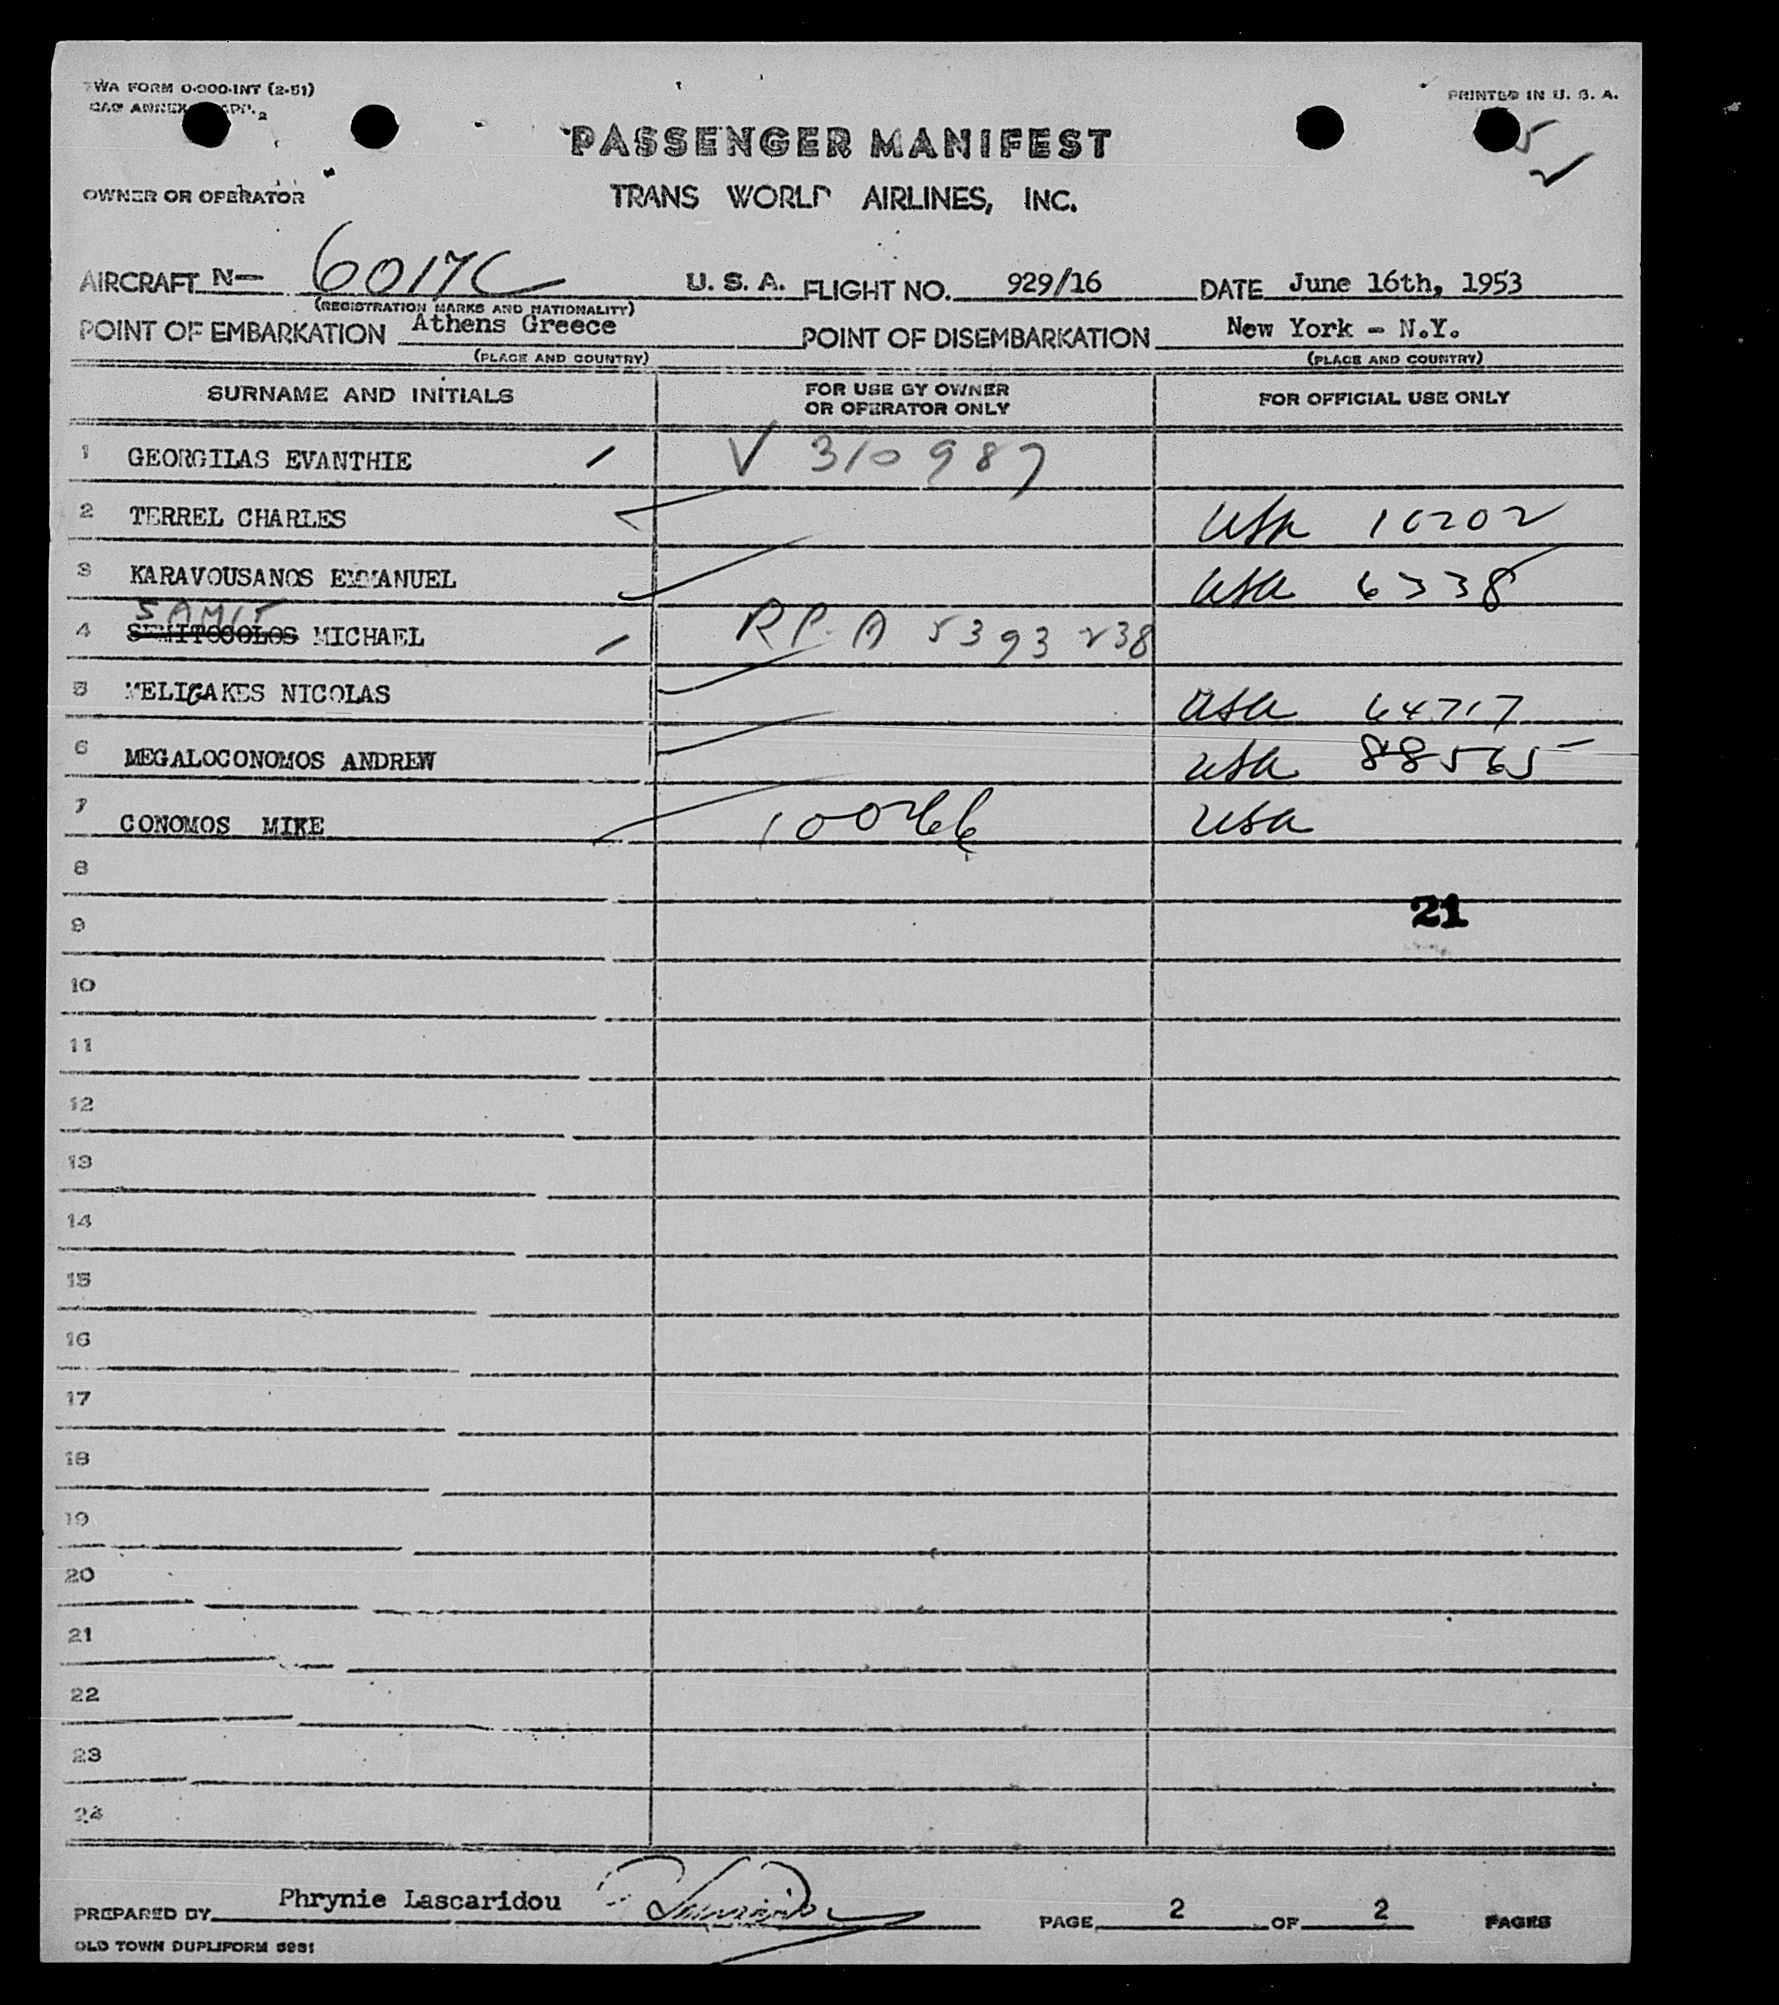 TWA FORM 0-000-INT (2-51)
PRINTED IN U. S. A.
PASSENGER MANIFEST
5
OWNER OR OPERATOR
TRANS WORLD AIRLINES, INC.
AIRCRAFT N— 6017C U. S. A. FLIGHT NO. 929/16 DATE June 16th, 1953
(REGISTRATION MARKS AND NATIONALITY)
POINT OF EMBARKATION Athens Greece POINT OF DISEMBARKATION New York - N.Y.
(PLACE AND COUNTRY) (PLACE AND COUNTRY)
SURNAME AND INITIALS FOR USE BY OWNER OR OPERATOR ONLY FOR OFFICIAL USE ONLY
1 GEORGILAS EVANTHIE / V 310987
2 TERREL CHARLES USA 10202
3 KARAVOUSANOS EMMANUEL USA 6338
SAMIT
4 SEMITOCOLOS MICHAEL / RP. A 5393238
5 MELIGAKES NICOLAS USA 64717
6 MEGALOCONOMOS ANDREW USA 88565
7 CONOMOS MIKE 100266 USA
8
21
9
10
11
12
13
14
15
16
17
18
19
20
21
22
23
24
PREPARED BY Phrynie Lascaridou PAGE 2 OF 2 PAGES
OLD TOWN DUPLIFORM